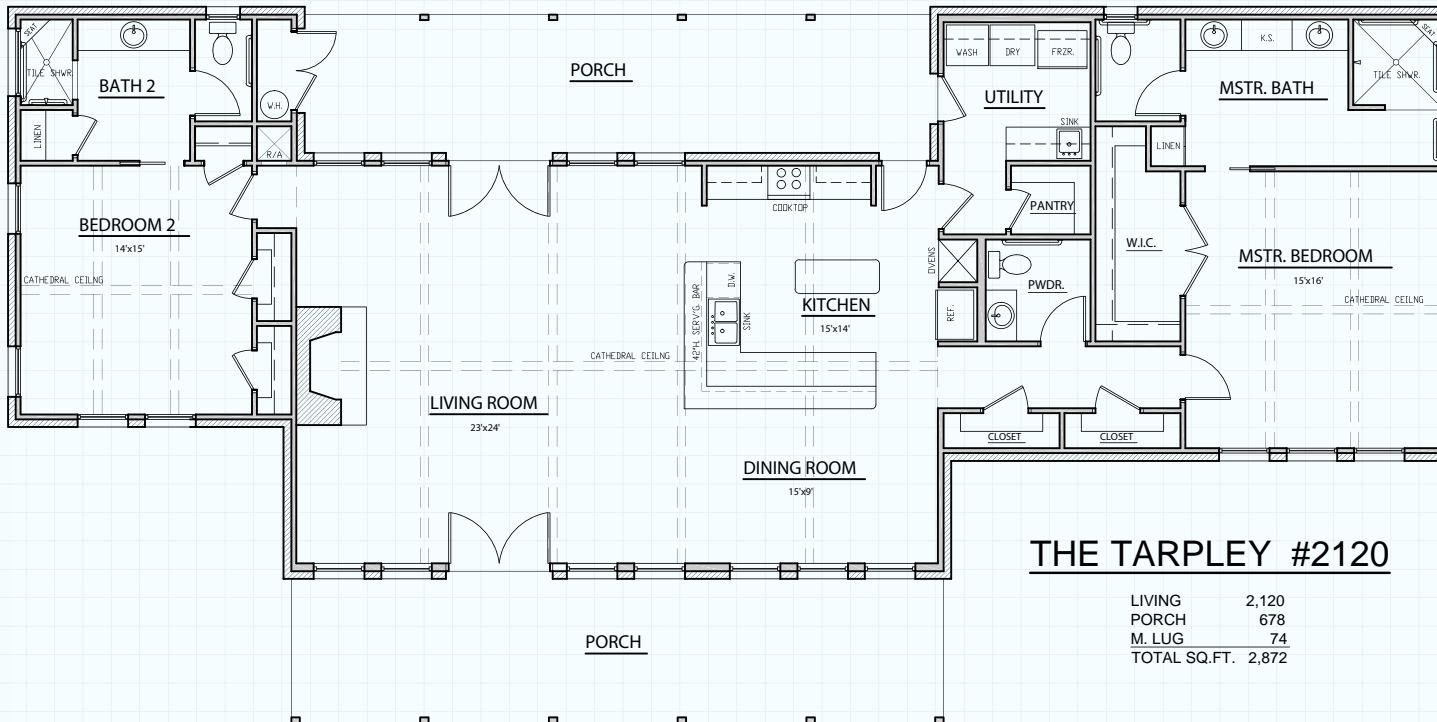 SEAT
TILE SHWR.
BATH 2
LINEN
W.H.
R/A
PORCH
WASH
DRY
FRZR.
UTILITY
SINK
K.S.
MSTR. BATH
SEAT
TILE SHWR.
LINEN
COOKTOP
PANTRY
BEDROOM 2
14'x15'
CATHEDRAL CEILNG
OVENS
D.W.
42"H. SERV'G. BAR
SINK
KITCHEN
15'x14'
REF.
PWDR.
W.I.C.
MSTR. BEDROOM
15'x16'
CATHEDRAL CEILNG
CATHEDRAL CEILNG
LIVING ROOM
23'x24'
DINING ROOM
15'x9'
CLOSET
CLOSET
THE TARPLEY #2120
LIVING 2,120
PORCH 678
M. LUG 74
TOTAL SQ.FT. 2,872
PORCH